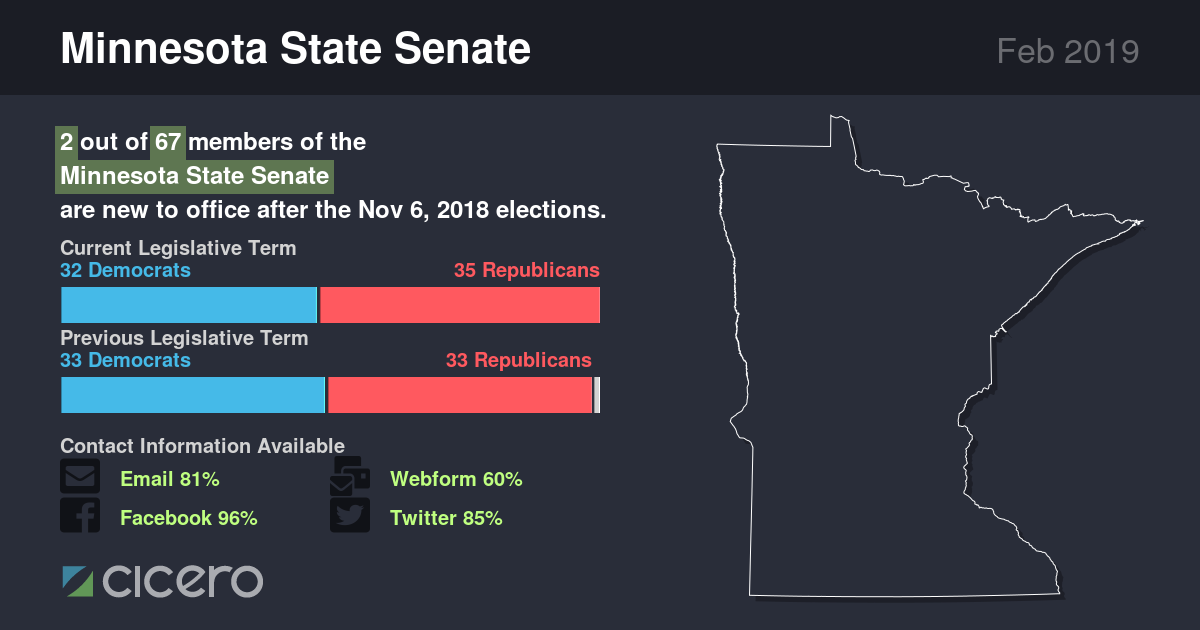 Minnesota State Senate
Feb 2019
2 out of 67 members of the
Minnesota State Senate
are new to office after the Nov 6, 2018 elections.
Current Legislative Term
32 Democrats 35 Republicans
Previous Legislative Term
33 Democrats 33 Republicans
Contact Information Available
Email 81% Webform 60%
Facebook 96% Twitter 85%
cicero